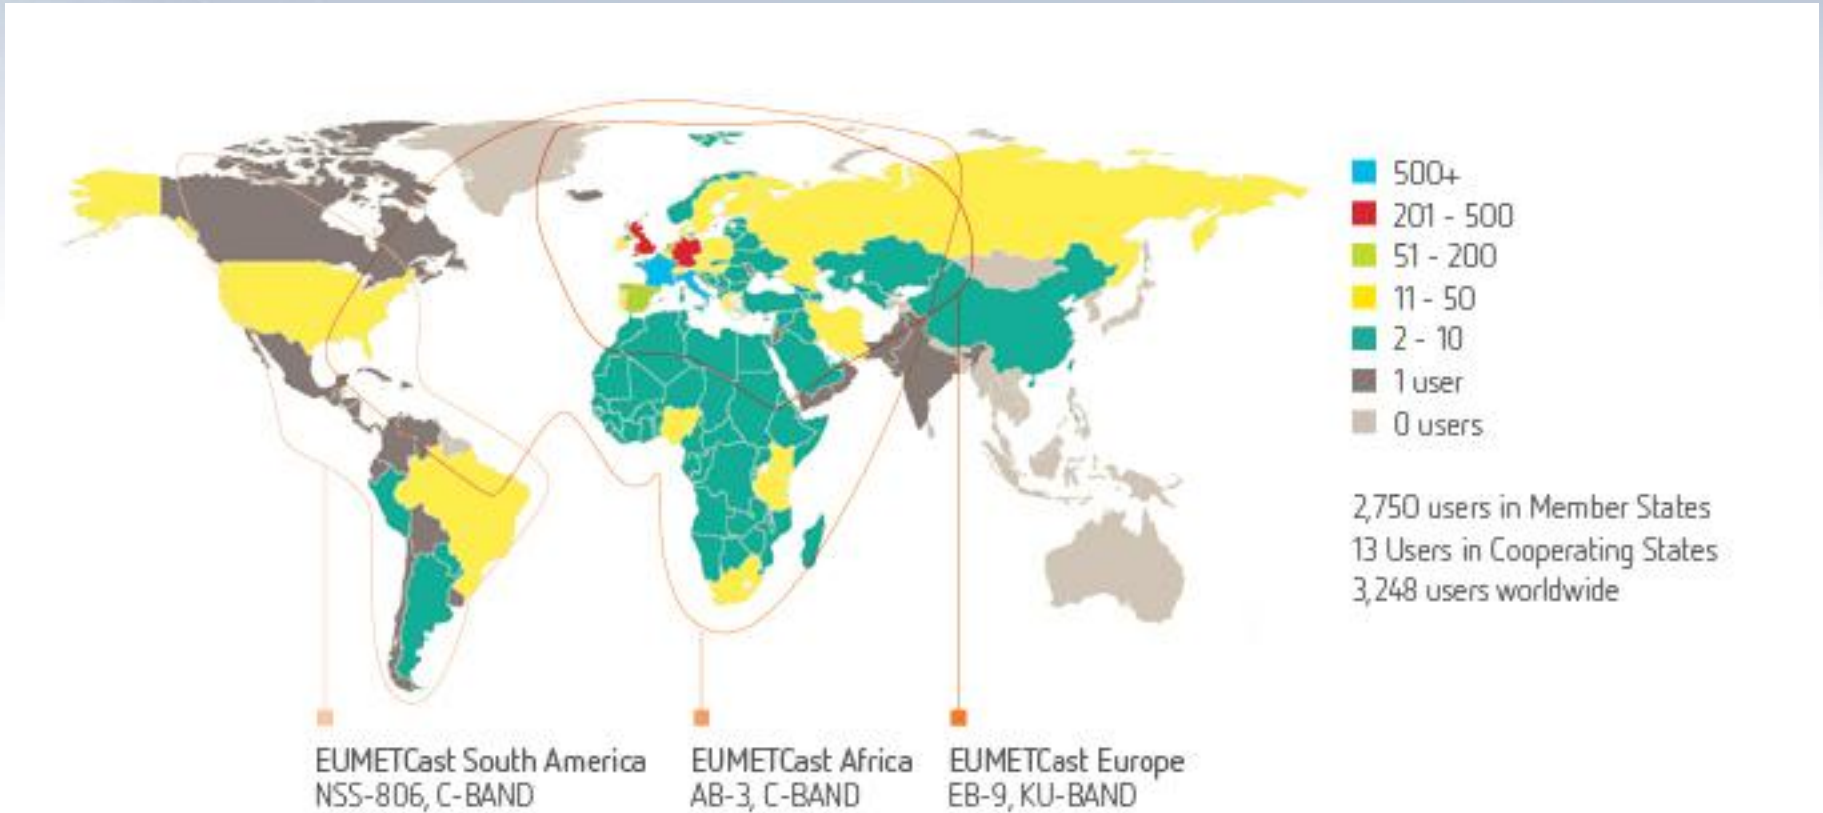 500+
201 - 500
51 - 200
11 - 50
2 - 10
1 user
0 users
2,750 users in Member States
13 Users in Cooperating States
3,248 users worldwide
EUMETCast South America
NSS-806, C-BAND
EUMETCast Africa
AB-3, C-BAND
EUMETCast Europe
EB-9, KU-BAND